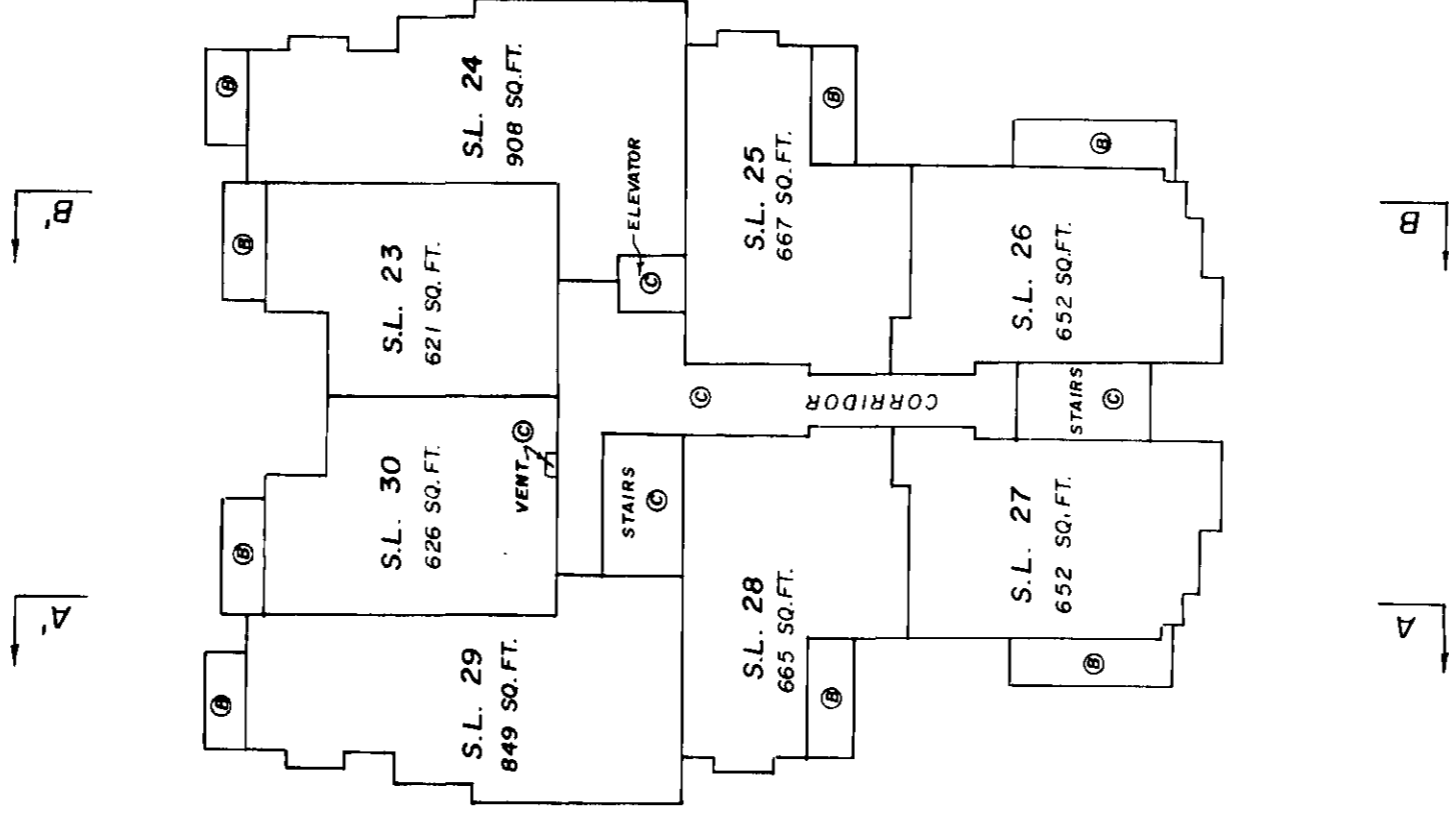 S.L. 24
908 SQ.FT.
Ⓑ
S.L. 23
621 SQ. FT.
Ⓑ
S.L. 30
626 SQ. FT.
Ⓑ
S.L. 29
849 SQ. FT.
Ⓑ
ELEVATOR
Ⓒ
VENT
Ⓒ
STAIRS
Ⓒ
S.L. 25
667 SQ. FT.
Ⓑ
S.L. 28
665 SQ.FT.
Ⓑ
Ⓒ
CORRIDOR
S.L. 26
652 SQ.FT.
Ⓑ
STAIRS
Ⓒ
S.L. 27
652 SQ. FT.
Ⓑ
B'
A'
B
A